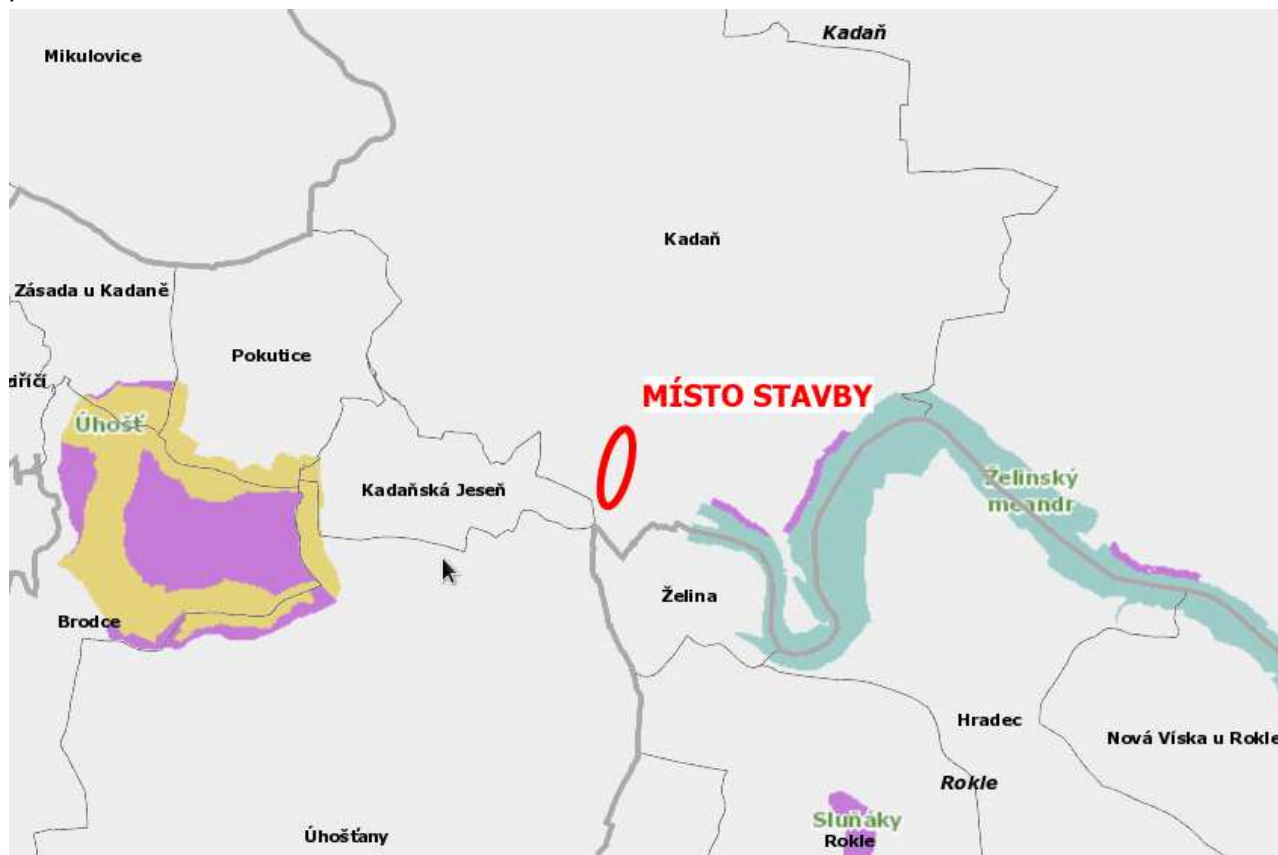 Kadaň
Mikulovice
Kadaň
Zásada u Kadaně
Pokutice
MÍSTO STAVBY
Úhošť
Kadaňská Jeseň
Želinský
meandr
Želina
Brodce
Hradec
Nová Víska u Rokle
Rokle
Sluňáky
Rokle
Úhošťany